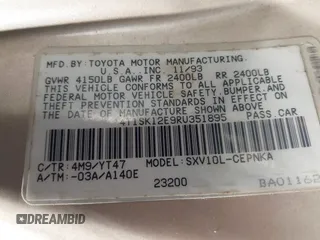 MFD. BY: TOYOTA MOTOR MANUFACTURING,
U.S.A., INC. 11/93
GVWR 4150LB GAWR FR 2400LB RR 2400LB
THIS VEHICLE CONFORMS TO ALL APPLICABLE
FEDERAL MOTOR VEHICLE SAFETY, BUMPER,
AND THEFT PREVENTION STANDARDS IN EFFECT
ON THE DATE OF MANUFACTURE SHOWN ABOVE.
4T1SK12E9RU351895 PASS CAR
C/TR: 4M9/YT47 MODEL: SXV10L-CEPNKA
A/TM: -03A/A140E 23200 BA01162
DREAMBID